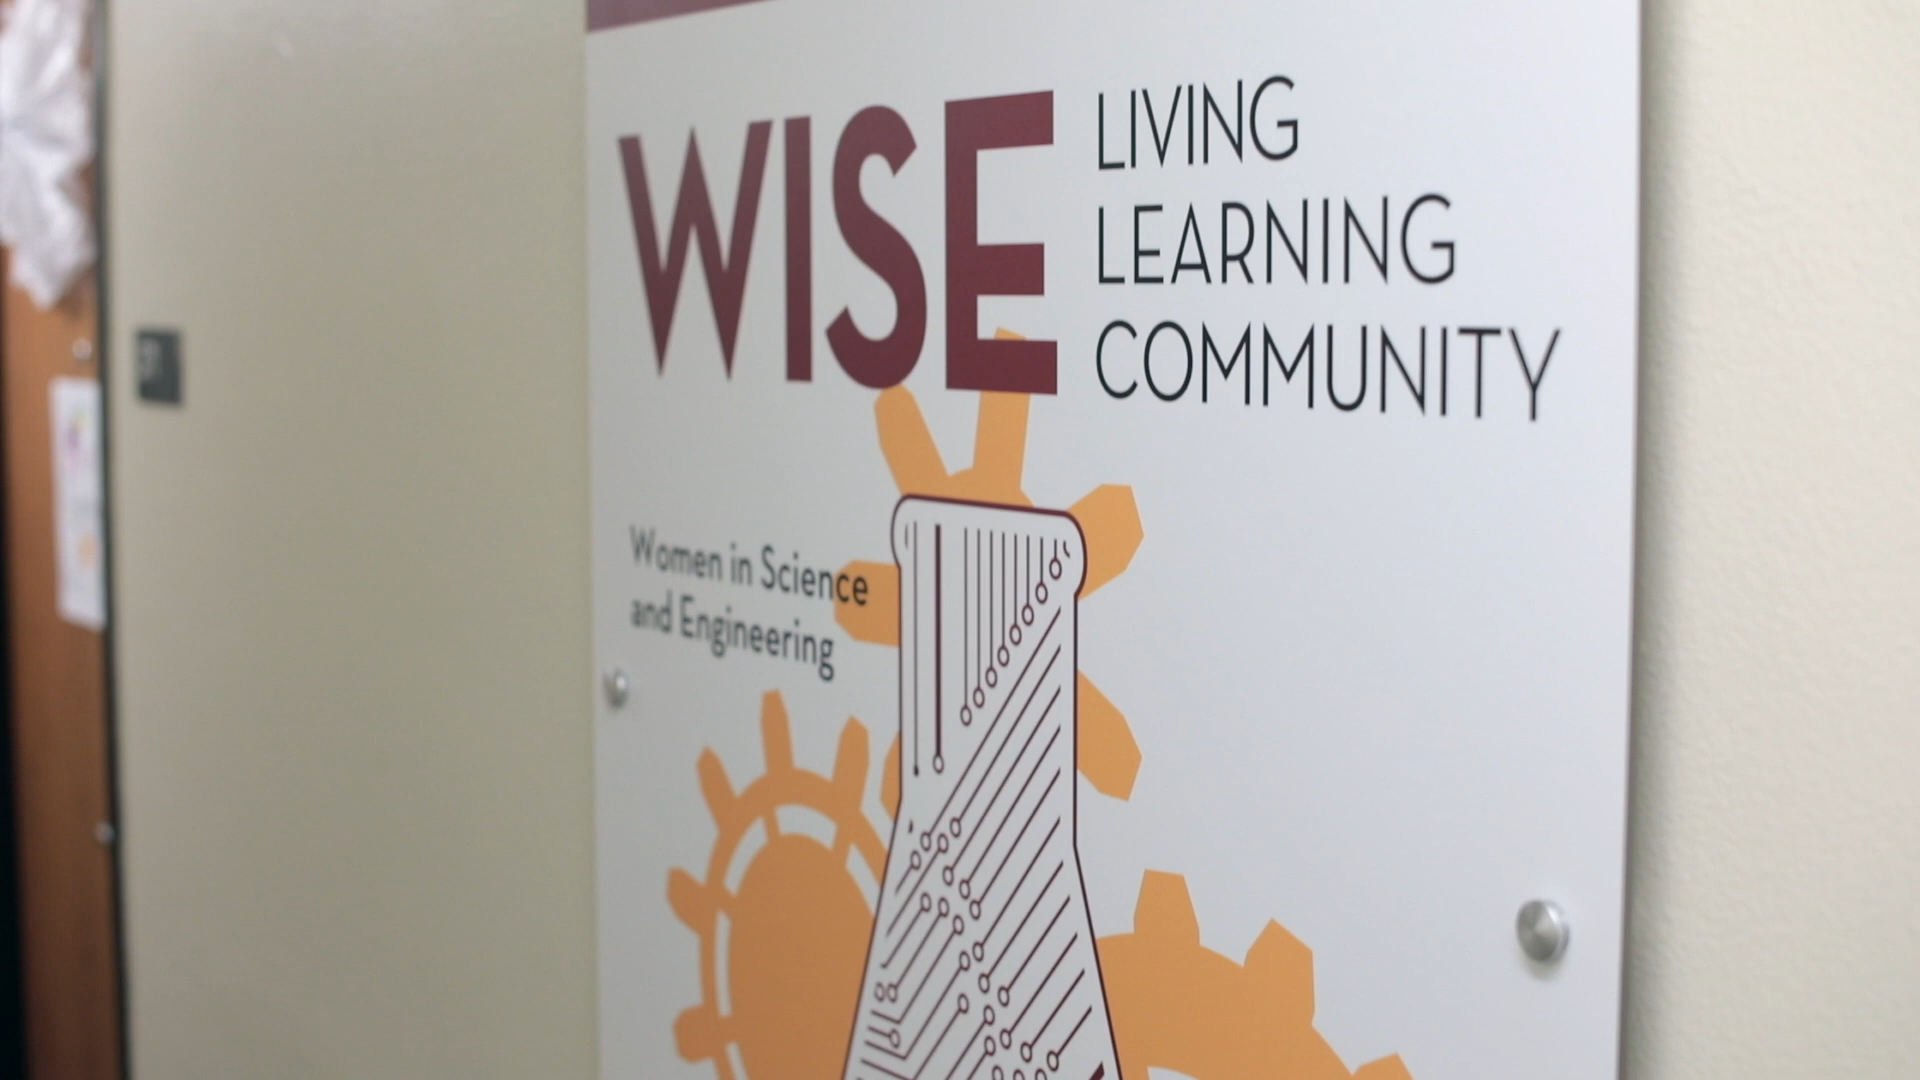 WISE
LIVING
LEARNING
COMMUNITY
Women in Science
and Engineering